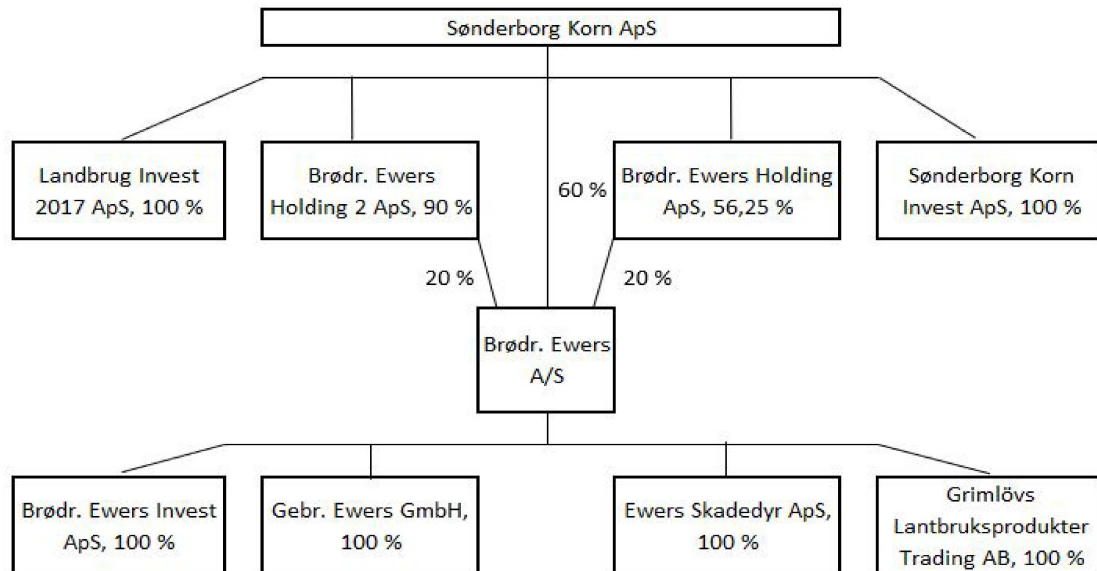 Sønderborg Korn ApS
Landbrug Invest
2017 ApS, 100 %
Brødr. Ewers
Holding 2 ApS, 90 %
60 %
Brødr. Ewers Holding
ApS, 56,25 %
Sønderborg Korn
Invest ApS, 100 %
20 %
20 %
Brødr. Ewers
A/S
Brødr. Ewers Invest
ApS, 100 %
Gebr. Ewers GmbH,
100 %
Ewers Skadedyr ApS,
100 %
Grimlövs
Lantbruksprodukter
Trading AB, 100 %